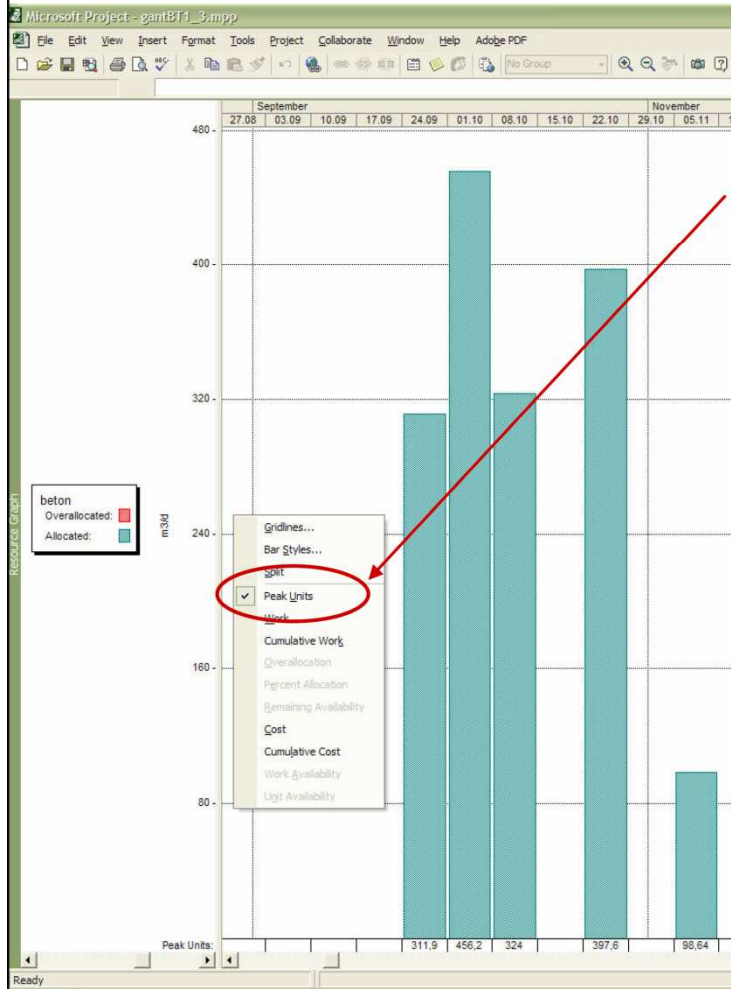 Microsoft Project - gantBT1_3.mpp
File Edit View Insert Format Tools Project Collaborate Window Help Adobe PDF
No Group
September November
27.08 03.09 10.09 17.09 24.09 01.10 08.10 15.10 22.10 29.10 05.11 1
480 -
400 -
320 -
240 -
160 -
80 -
m3/d
Resource Graph
beton
Overallocated:
Allocated:
Gridlines...
Bar Styles...
Split
Peak Units
Work
Cumulative Work
Overallocation
Percent Allocation
Remaining Availability
Cost
Cumulative Cost
Work Availability
Unit Availability
Peak Units: 311,9 456,2 324 397,6 98,64
Ready